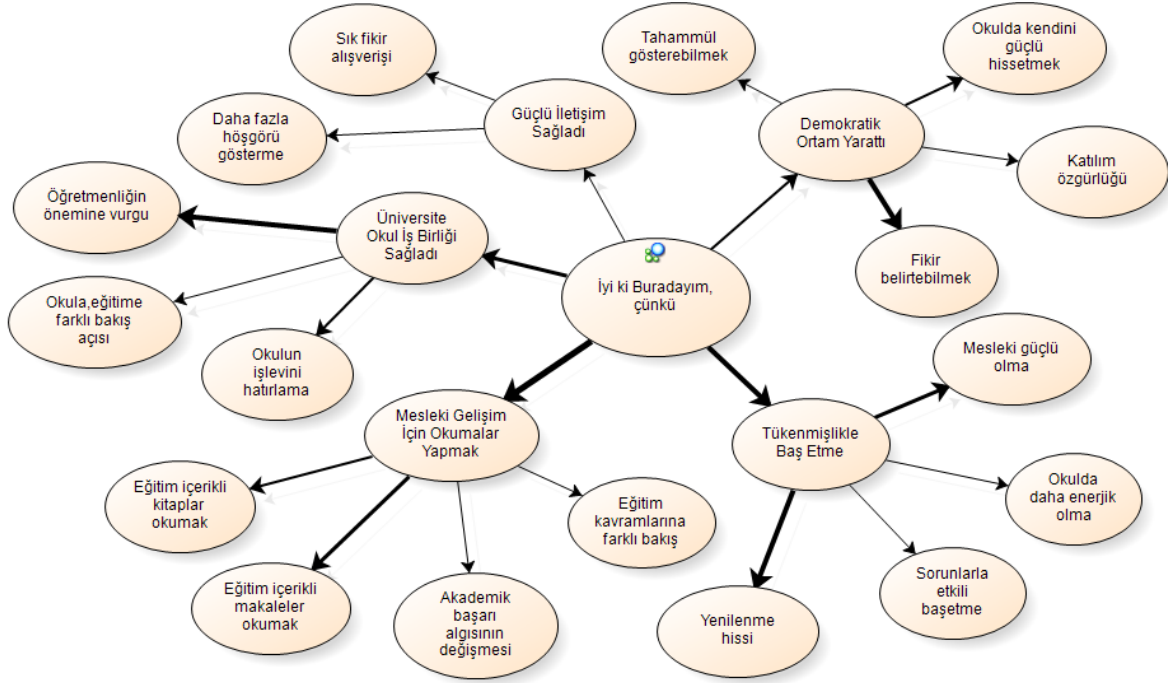 Sık fikir
alışverişi
Tahammül
gösterebilmek
Okulda kendini
güçlü
hissetmek
Daha fazla
höşgörü
gösterme
Güçlü İletişim
Sağladı
Demokratik
Ortam Yarattı
Katılım
özgürlüğü
Öğretmenliğin
önemine vurgu
Üniversite
Okul İş Birliği
Sağladı
Fikir
belirtebilmek
İyi ki Buradayım,
çünkü
Okula,eğitime
farklı bakış
açısı
Okulun
işlevini
hatırlama
Mesleki güçlü
olma
Mesleki Gelişim
İçin Okumalar
Yapmak
Tükenmişlikle
Baş Etme
Eğitim içerikli
kitaplar
okumak
Eğitim
kavramlarına
farklı bakış
Okulda
daha enerjik
olma
Eğitim içerikli
makaleler
okumak
Akademik
başarı
algısının
değişmesi
Yenilenme
hissi
Sorunlarla
etkili
başetme